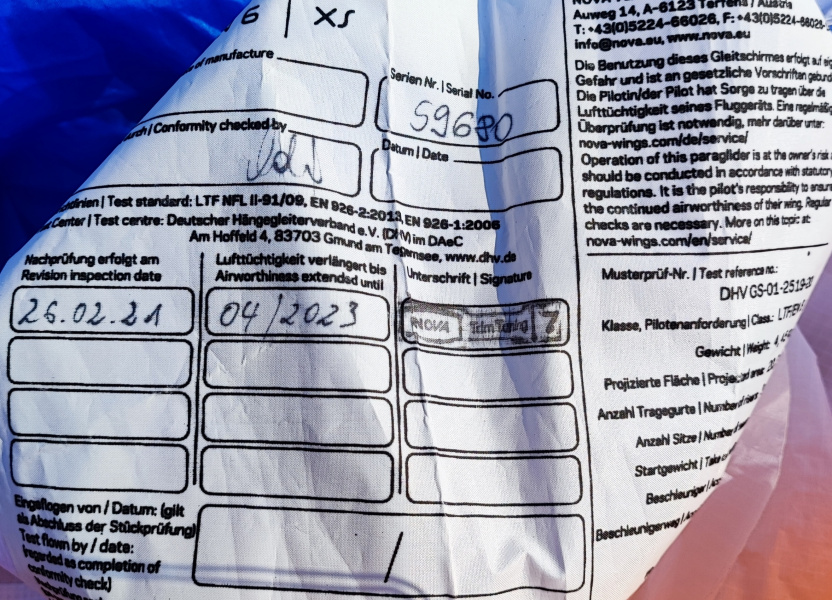 6 | XS
of manufacture
Serien Nr. | Serial No.
59680
durch | Conformity checked by
Datum | Date
linien | Test standard: LTF NFL II-91/09, EN 926-2:2013, EN 926-1:2006
Center | Test centre: Deutscher Hängegleiterverband e.V. (DHV) im DAeC
Am Hoffeld 4, 83703 Gmund am Tegernsee, www.dhv.de
Nachprüfung erfolgt am
Revision inspection date
Lufttüchtigkeit verlängert bis
Airworthiness extended until
Unterschrift | Signature
26.02.21
04/2023
NOVA Trim Tuning 7
Eingeflogen von / Datum: (gilt
als Abschluss der Stückprüfung)
Test flown by / date:
(regarded as completion of
conformity check)
/
Auweg 14, A-6123 Terfens / Austria
T: +43(0)5224-66026, F: +43(0)5224-66026-
info@nova.eu, www.nova.eu
Die Benutzung dieses Gleitschirmes erfolgt auf
Gefahr und ist an gesetzliche Vorschriften
Die Pilotin/der Pilot hat Sorge zu tragen über die
Lufttüchtigkeit seines Fluggeräts. Eine
Überprüfung ist notwendig, mehr darüber unter:
nova-wings.com/de/service/
Operation of this paraglider is at the owner's risk
should be conducted in accordance with statutory
regulations. It is the pilot's responsibility to ensure
the continued airworthiness of their wing. Regular
checks are necessary. More on this topic at:
nova-wings.com/en/service/
Musterprüf-Nr. | Test reference no.:
DHV GS-01-2519-
Klasse, Pilotenanforderung | Class.:
Gewicht | Weight:
Projizierte Fläche |
Anzahl Tragegurte | Number of
Anzahl Sitze | Number
Startgewicht |
Beschleuniger |
Beschleunigerweg |